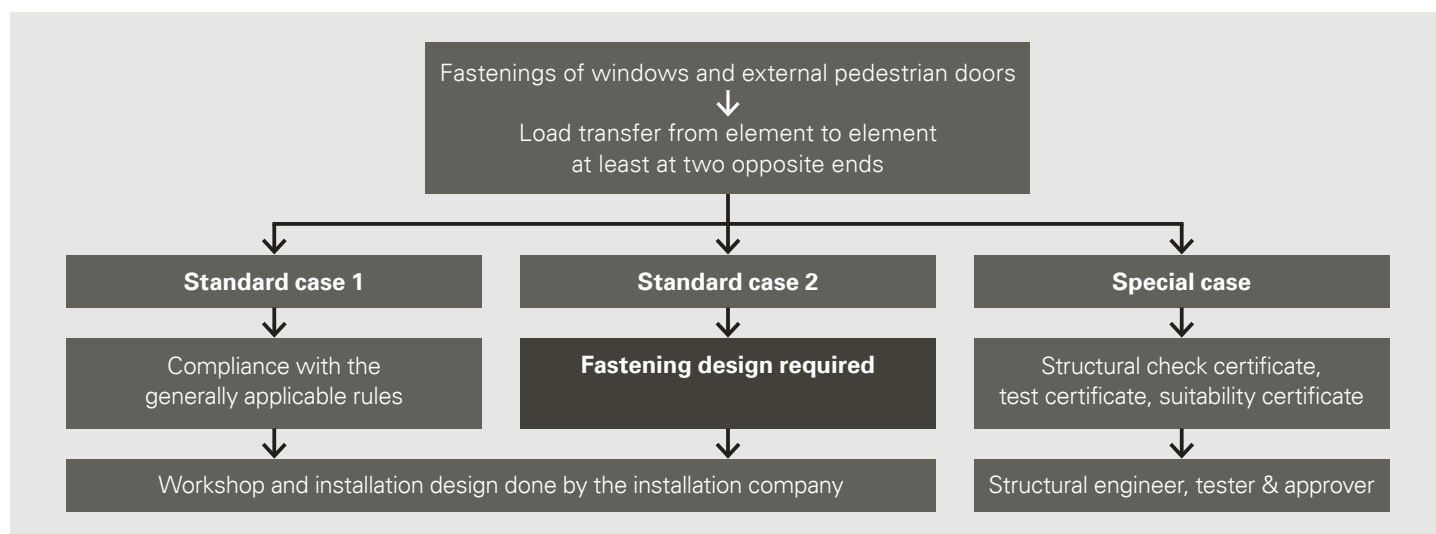 Fastenings of windows and external pedestrian doors
Load transfer from element to element
at least at two opposite ends
Standard case 1
Standard case 2
Special case
Compliance with the
generally applicable rules
Fastening design required
Structural check certificate,
test certificate, suitability certificate
Workshop and installation design done by the installation company
Structural engineer, tester & approver